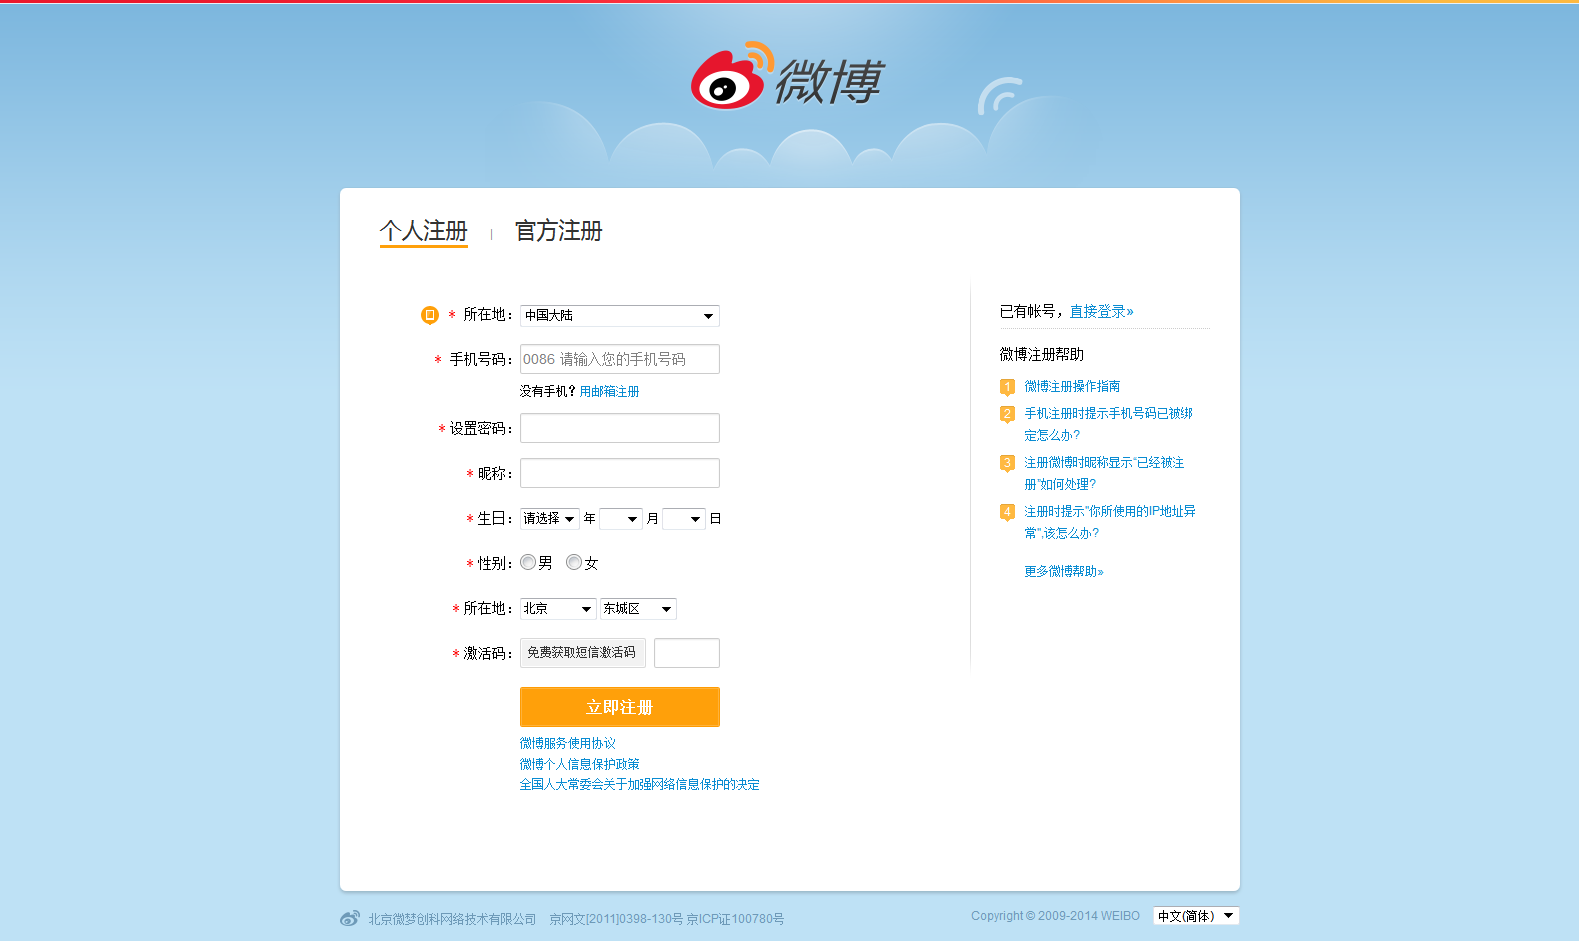 微博
个人注册 | 官方注册
* 所在地： 中国大陆
* 手机号码： 0086 请输入您的手机号码
没有手机？用邮箱注册
* 设置密码：
* 昵称：
* 生日： 请选择 年 月 日
* 性别： 男 女
* 所在地： 北京 东城区
* 激活码： 免费获取短信激活码
立即注册
微博服务使用协议
微博个人信息保护政策
全国人大常委会关于加强网络信息保护的决定
已有帐号，直接登录»
微博注册帮助
1 微博注册操作指南
2 手机注册时提示手机号码已被绑
定怎么办?
3 注册微博时昵称显示“已经被注
册”如何处理?
4 注册时提示"你所使用的IP地址异
常",该怎么办?
更多微博帮助»
北京微梦创科网络技术有限公司 京网文[2011]0398-130号 京ICP证100780号
Copyright © 2009-2014 WEIBO 中文(简体)